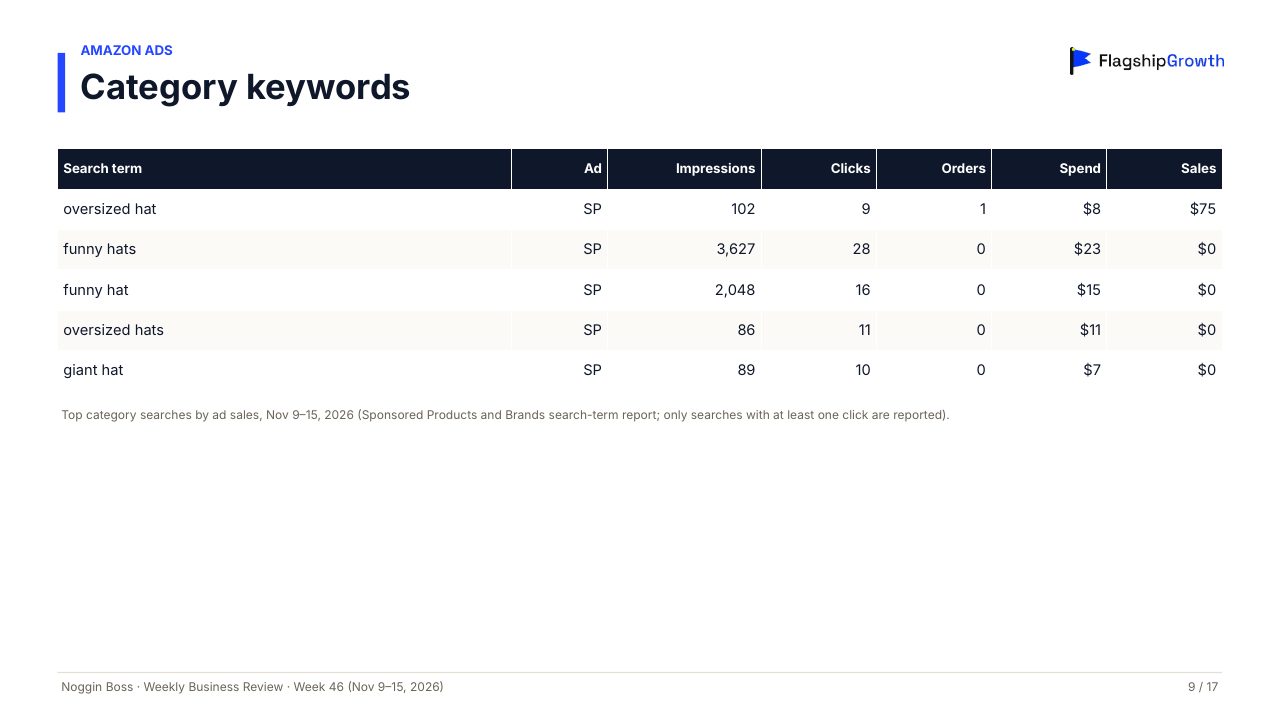 AMAZON ADS
Category keywords
FlagshipGrowth
Search term Ad Impressions Clicks Orders Spend Sales
oversized hat SP 102 9 1 $8 $75
funny hats SP 3,627 28 0 $23 $0
funny hat SP 2,048 16 0 $15 $0
oversized hats SP 86 11 0 $11 $0
giant hat SP 89 10 0 $7 $0
Top category searches by ad sales, Nov 9–15, 2026 (Sponsored Products and Brands search-term report; only searches with at least one click are reported).
Noggin Boss · Weekly Business Review · Week 46 (Nov 9–15, 2026)
9 / 17